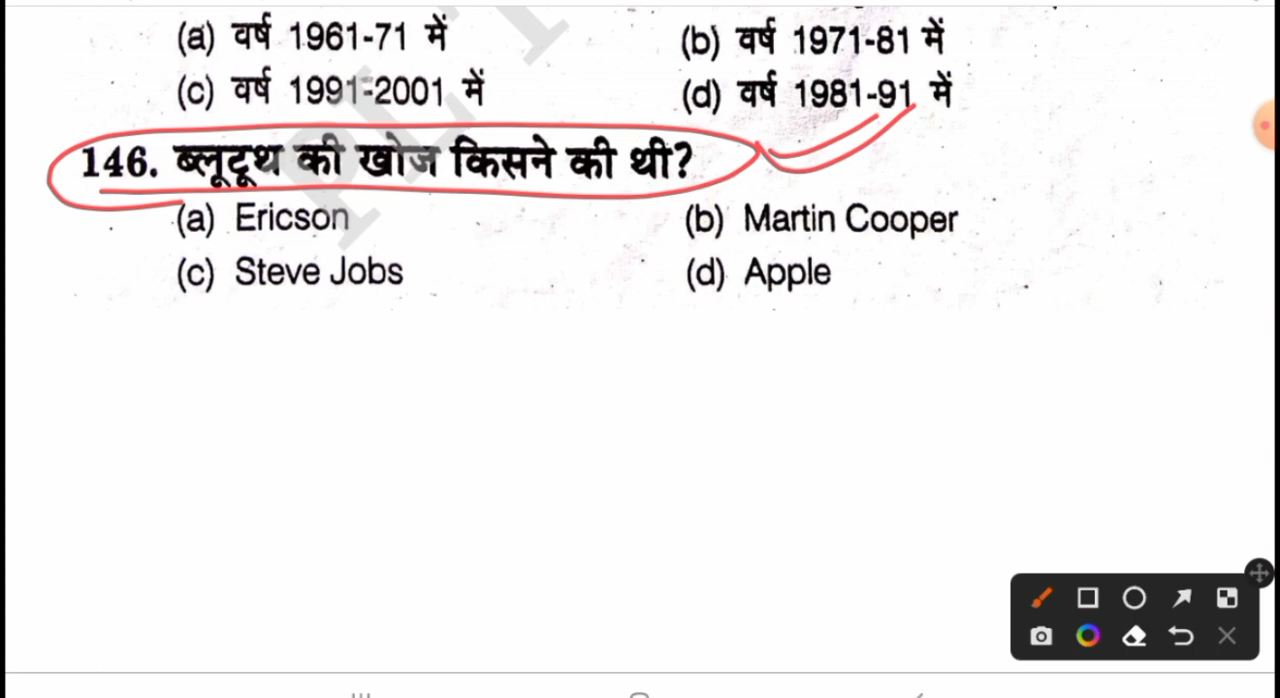 (a) वर्ष 1961-71 में (b) वर्ष 1971-81 में
(c) वर्ष 1991-2001 में (d) वर्ष 1981-91 में
146. ब्लूटूथ की खोज किसने की थी?
(a) Ericson (b) Martin Cooper
(c) Steve Jobs (d) Apple